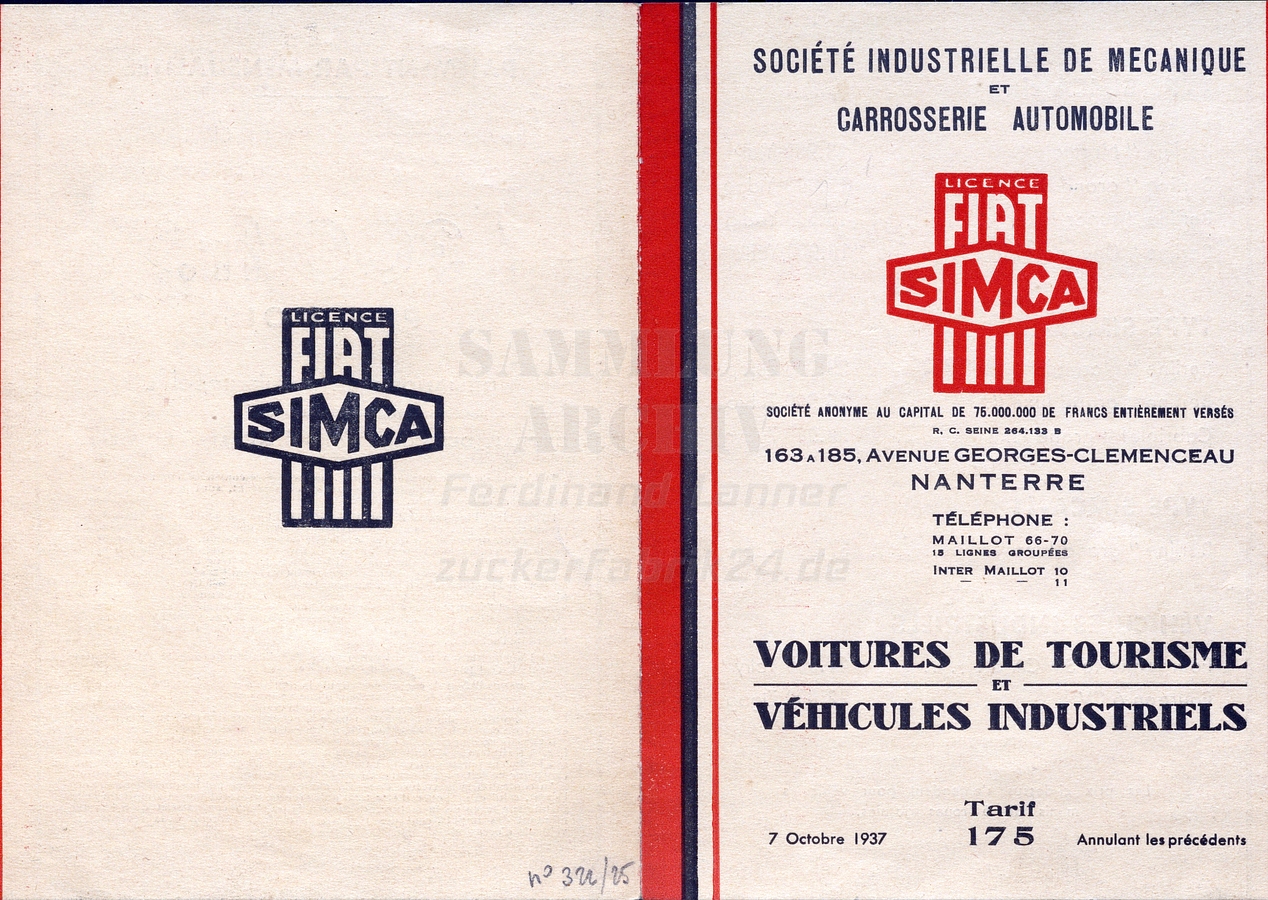 LICENCE
FIAT
SIMCA
nº 322/25
SAMMLUNG
ARCHIV
Ferdinand Lanner
zuckerfabrik24.de
SOCIÉTÉ INDUSTRIELLE DE MECANIQUE
ET
CARROSSERIE AUTOMOBILE
LICENCE
FIAT
SIMCA
SOCIÉTÉ ANONYME AU CAPITAL DE 75.000.000 DE FRANCS ENTIÈREMENT VERSÉS
R. C. SEINE 264.133 B
163 A 185, AVENUE GEORGES-CLEMENCEAU
NANTERRE
TÉLÉPHONE :
MAILLOT 66-70
15 LIGNES GROUPÉES
INTER MAILLOT 10
— — 11
VOITURES DE TOURISME
ET
VÉHICULES INDUSTRIELS
Tarif
7 Octobre 1937 175 Annulant les précédents